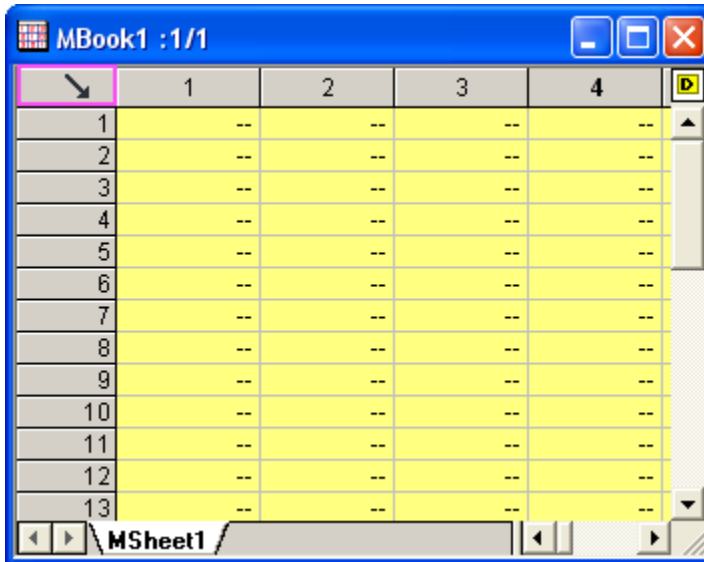 MBook1 :1/1
1 2 3 4 D
1 -- -- -- --
2 -- -- -- --
3 -- -- -- --
4 -- -- -- --
5 -- -- -- --
6 -- -- -- --
7 -- -- -- --
8 -- -- -- --
9 -- -- -- --
10 -- -- -- --
11 -- -- -- --
12 -- -- -- --
13 -- -- -- --
MSheet1